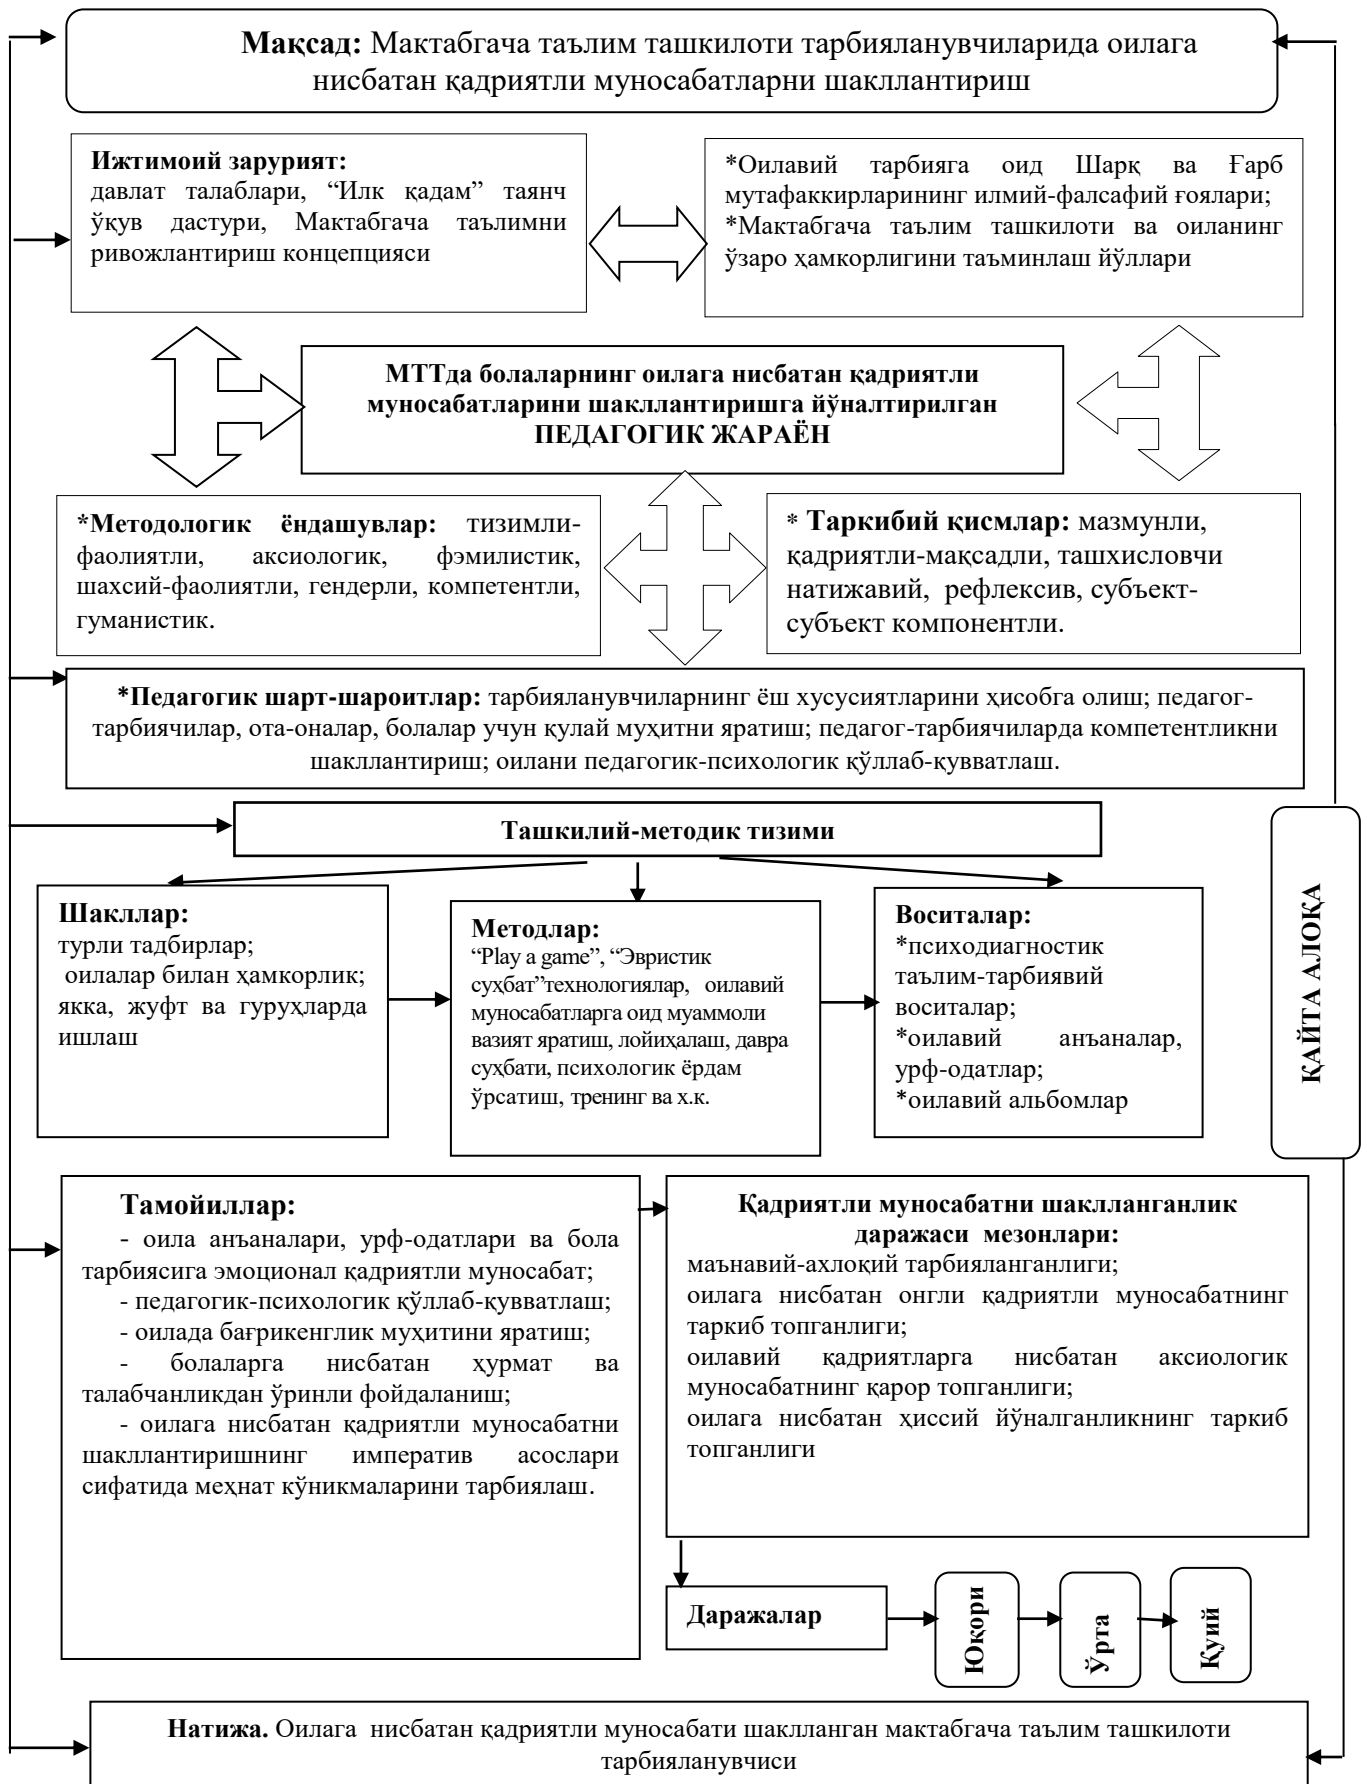 Мақсад: Мактабгача таълим ташкилоти тарбияланувчиларида оилага
нисбатан қадриятли муносабатларни шакллантириш
Ижтимоий зарурият:
давлат талаблари, “Илк қадам” таянч
ўқув дастури, Мактабгача таълимни
ривожлантириш концепцияси
*Оилавий тарбияга оид Шарқ ва Ғарб
мутафаккирларининг илмий-фалсафий ғоялари;
*Мактабгача таълим ташкилоти ва оиланинг
ўзаро ҳамкорлигини таъминлаш йўллари
МТТда болаларнинг оилага нисбатан қадриятли
муносабатларини шакллантиришга йўналтирилган
ПЕДАГОГИК ЖАРАЁН
*Методологик ёндашувлар: тизимли-
фаолиятли, аксиологик, фэмилистик,
шахсий-фаолиятли, гендерли, компетентли,
гуманистик.
* Таркибий қисмлар: мазмунли,
қадриятли-мақсадли, ташхисловчи
натижавий, рефлексив, субъект-
субъект компонентли.
*Педагогик шарт-шароитлар: тарбияланувчиларнинг ёш хусусиятларини ҳисобга олиш; педагог-
тарбиячилар, ота-оналар, болалар учун қулай муҳитни яратиш; педагог-тарбиячиларда компетентликни
шакллантириш; оилани педагогик-психологик қўллаб-қувватлаш.
Ташкилий-методик тизими
Шакллар:
турли тадбирлар;
оилалар билан ҳамкорлик;
якка, жуфт ва гуруҳларда
ишлаш
Методлар:
“Play a game”, “Эвристик
суҳбат”технологиялар, оилавий
муносабатларга оид муаммоли
вазият яратиш, лойиҳалаш, давра
суҳбати, психологик ёрдам
ўрсатиш, тренинг ва х.к.
Воситалар:
*психодиагностик
таълим-тарбиявий
воситалар;
*оилавий анъаналар,
урф-одатлар;
*оилавий альбомлар
ҚАЙТА АЛОҚА
Тамойиллар:
- оила анъаналари, урф-одатлари ва бола
тарбиясига эмоционал қадриятли муносабат;
- педагогик-психологик қўллаб-қувватлаш;
- оилада бағрикенглик муҳитини яратиш;
- болаларга нисбатан ҳурмат ва
талабчанликдан ўринли фойдаланиш;
- оилага нисбатан қадриятли муносабатни
шакллантиришнинг императив асослари
сифатида меҳнат кўникмаларини тарбиялаш.
Қадриятли муносабатни шаклланганлик
даражаси мезонлари:
маънавий-ахлоқий тарбияланганлиги;
оилага нисбатан онгли қадриятли муносабатнинг
таркиб топганлиги;
оилавий қадриятларга нисбатан аксиологик
муносабатнинг қарор топганлиги;
оилага нисбатан ҳиссий йўналганликнинг таркиб
топганлиги
Даражалар
Юқори
Ўрта
Қуий
Натижа. Оилага нисбатан қадриятли муносабати шаклланган мактабгача таълим ташкилоти
тарбияланувчиси